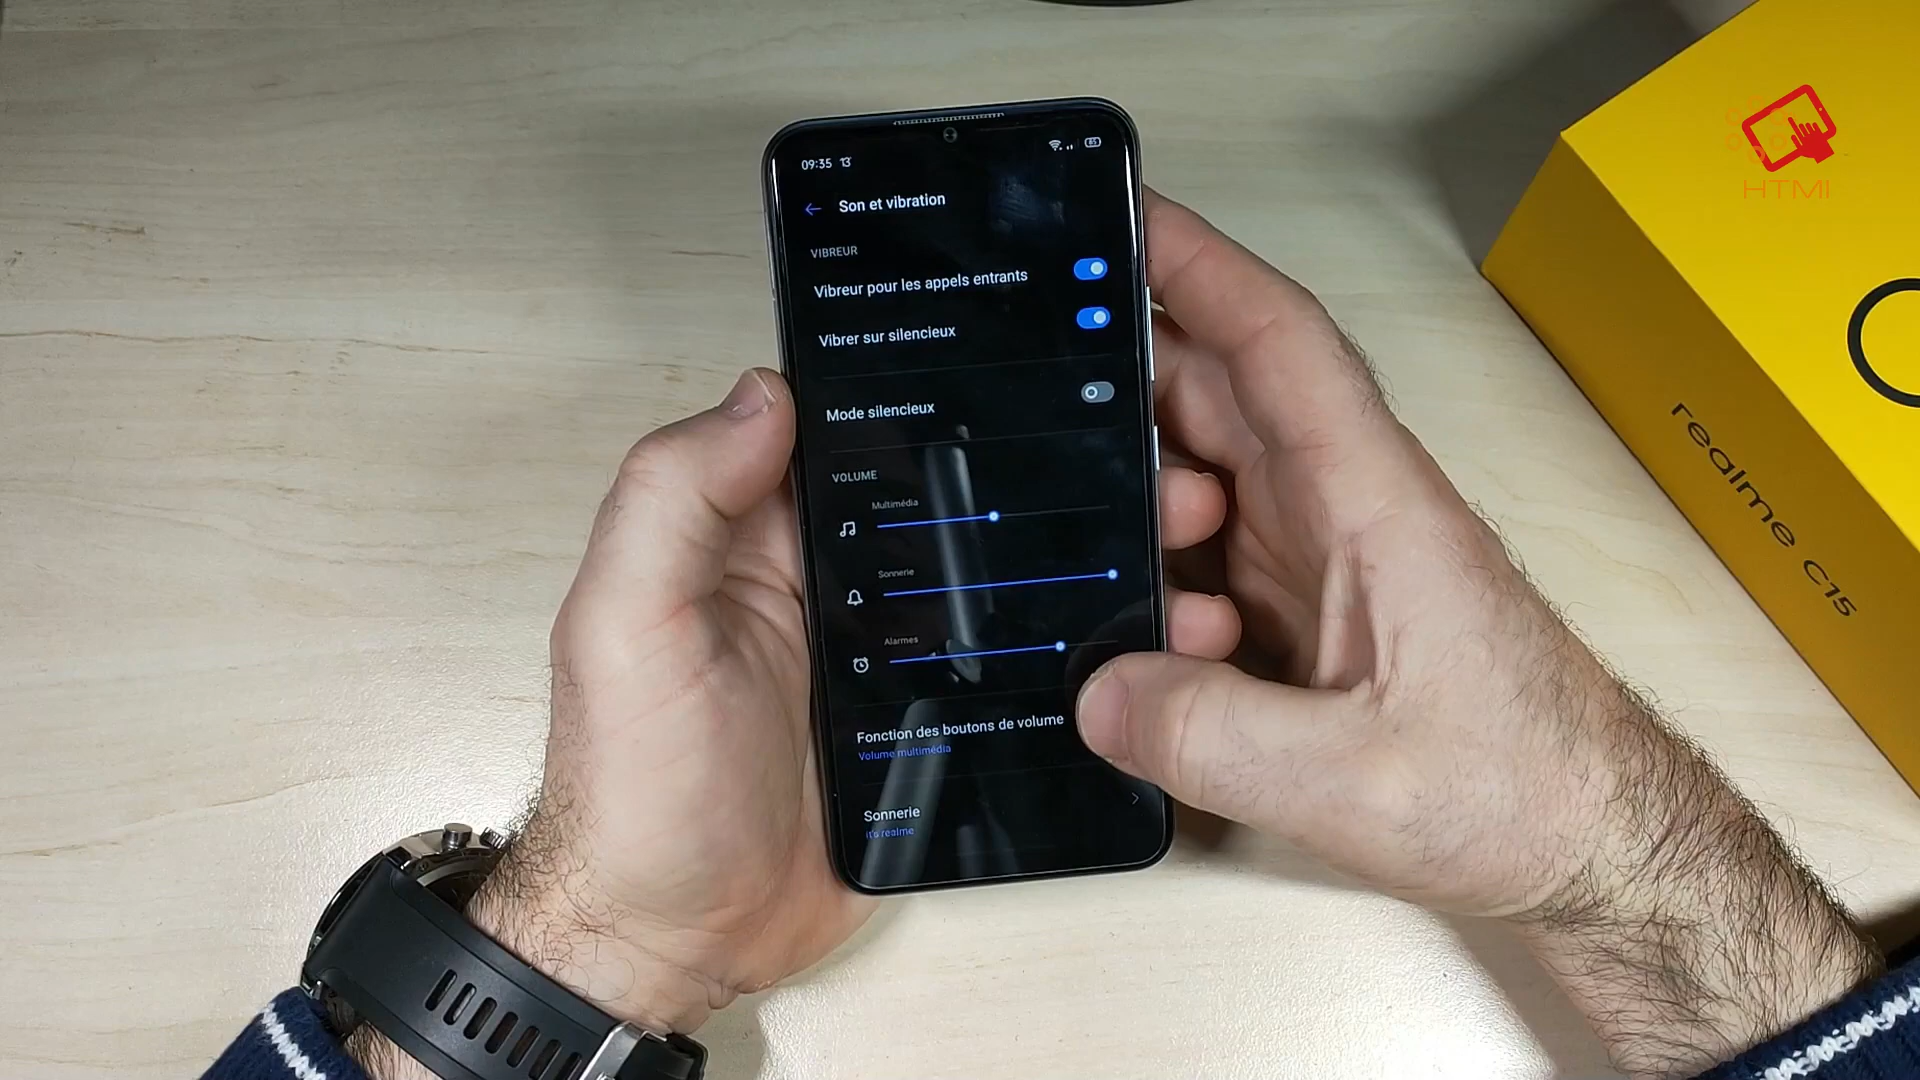 09:35
85
Son et vibration
VIBREUR
Vibreur pour les appels entrants
Vibrer sur silencieux
Mode silencieux
VOLUME
Multimédia
Sonnerie
Alarmes
Fonction des boutons de volume
Volume multimédia
Sonnerie
it's realme
HTMI
realme C15